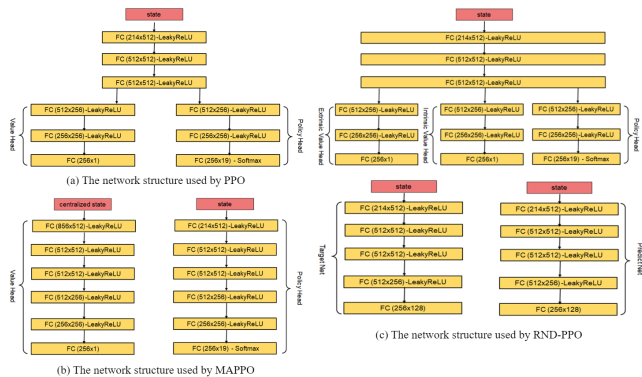 state
FC (214x512)-LeakyReLU
FC (512x512)-LeakyReLU
FC (512x512)-LeakyReLU
Value Head
FC (512x256)-LeakyReLU
FC (256x256)-LeakyReLU
FC (256x1)
FC (512x256)-LeakyReLU
FC (256x256)-LeakyReLU
FC (256x19) - Softmax
Policy Head
(a) The network structure used by PPO
centralized state
Value Head
FC (856x512)-LeakyReLU
FC (512x512)-LeakyReLU
FC (512x512)-LeakyReLU
FC (512x256)-LeakyReLU
FC (256x256)-LeakyReLU
FC (256x1)
state
FC (214x512)-LeakyReLU
FC (512x512)-LeakyReLU
FC (512x512)-LeakyReLU
FC (512x256)-LeakyReLU
FC (256x256)-LeakyReLU
FC (256x19) - Softmax
Policy Head
(b) The network structure used by MAPPO
state
FC (214x512)-LeakyReLU
FC (512x512)-LeakyReLU
FC (512x512)-LeakyReLU
Extrinsic Value Head
FC (512x256)-LeakyReLU
FC (256x256)-LeakyReLU
FC (256x1)
Intrinsic Value Head
FC (512x256)-LeakyReLU
FC (256x256)-LeakyReLU
FC (256x1)
FC (512x256)-LeakyReLU
FC (256x256)-LeakyReLU
FC (256x19) - Softmax
Policy Head
state
Target Net
FC (214x512)-LeakyReLU
FC (512x512)-LeakyReLU
FC (512x512)-LeakyReLU
FC (512x256)-LeakyReLU
FC (256x128)
state
FC (214x512)-LeakyReLU
FC (512x512)-LeakyReLU
FC (512x512)-LeakyReLU
FC (512x256)-LeakyReLU
FC (256x128)
Predict Net
(c) The network structure used by RND-PPO